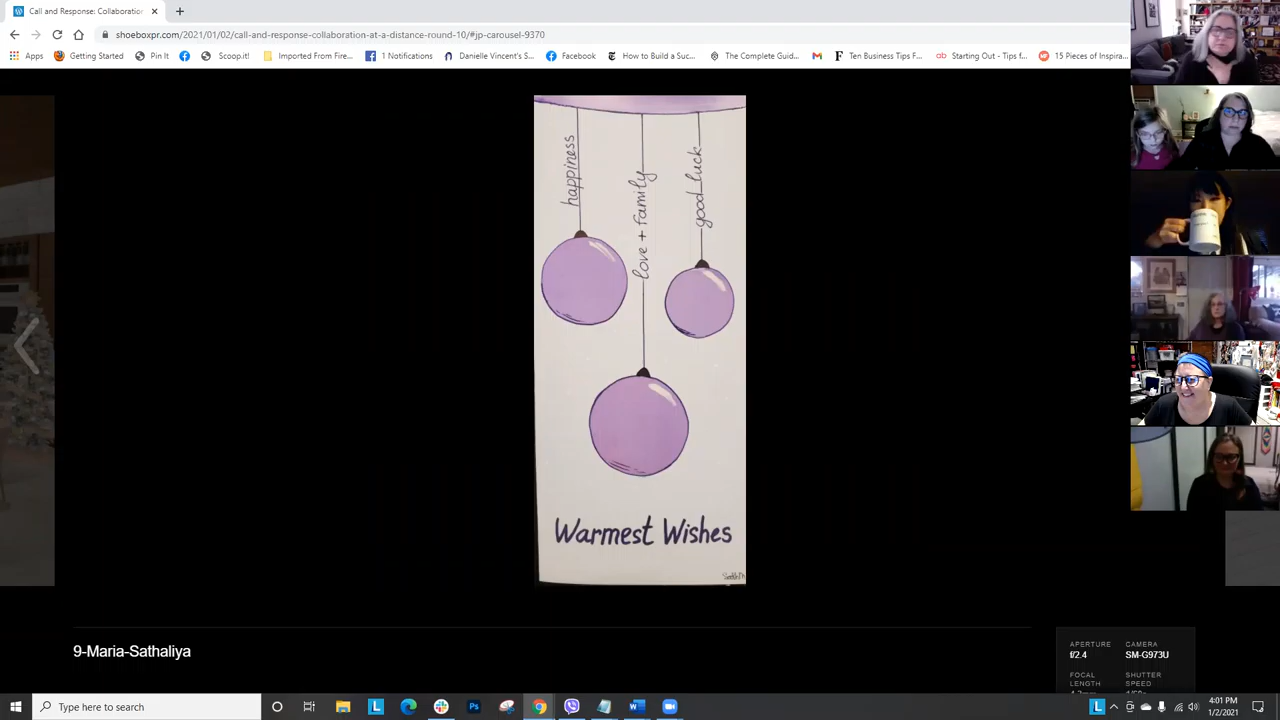 Call and Response: Collaboratio
shoeboxpr.com/2021/01/02/call-and-response-collaboration-at-a-distance-round-10/#jp-carousel-9370
Apps
Getting Started
Pin It
Scoop.it!
Imported From Fire...
1 Notifications
Danielle Vincent's S...
Facebook
How to Build a Suc...
The Complete Guid...
Ten Business Tips F...
Starting Out - Tips f...
15 Pieces of Inspira...
happiness
love + family
good luck
Warmest Wishes
9-Maria-Sathaliya
APERTURE
f/2.4
CAMERA
SM-G973U
FOCAL LENGTH
SHUTTER SPEED
Type here to search
4:01 PM
1/2/2021